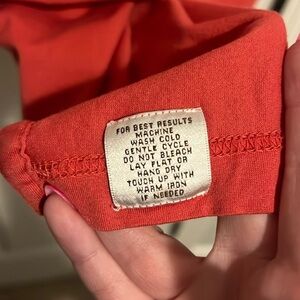 FOR BEST RESULTS
MACHINE
WASH COLD
GENTLE CYCLE
DO NOT BLEACH
LAY FLAT OR
HANG DRY
TOUCH UP WITH
WARM IRON
IF NEEDED